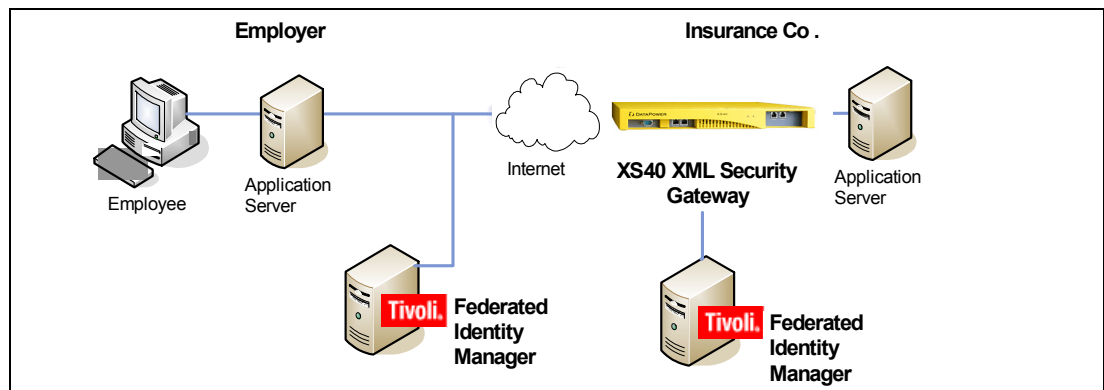 Employer
Insurance Co .
Employee
Application
Server
Internet
DATAPOWER
XS40 XML Security
Gateway
Application
Server
Tivoli.
Federated
Identity
Manager
Tivoli.
Federated
Identity
Manager